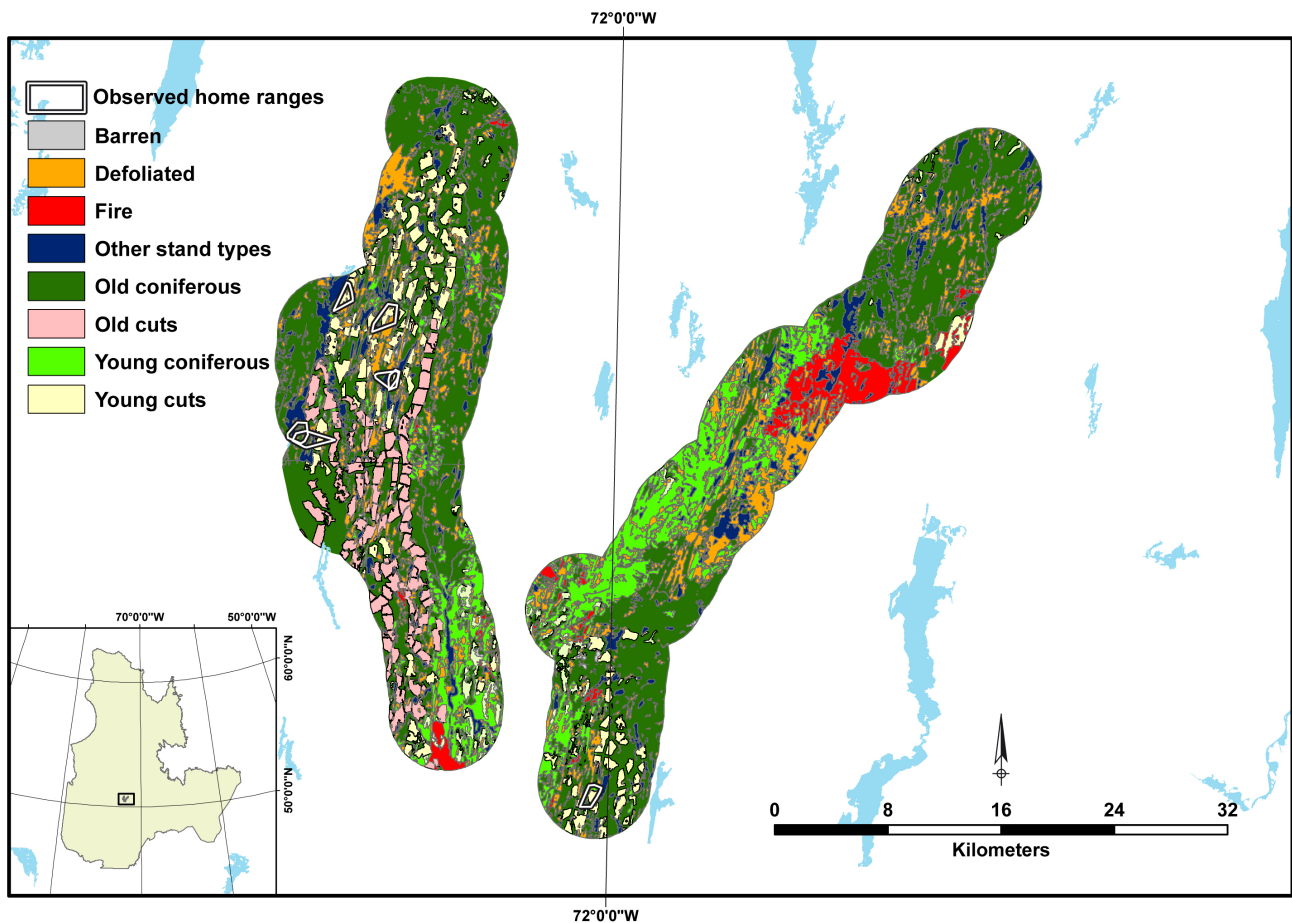 72°0'0"W
Observed home ranges
Barren
Defoliated
Fire
Other stand types
Old coniferous
Old cuts
Young coniferous
Young cuts
70°0'0"W 50°0'0"W
60°0'0"N
50°0'0"N
0 8 16 24 32
Kilometers
72°0'0"W